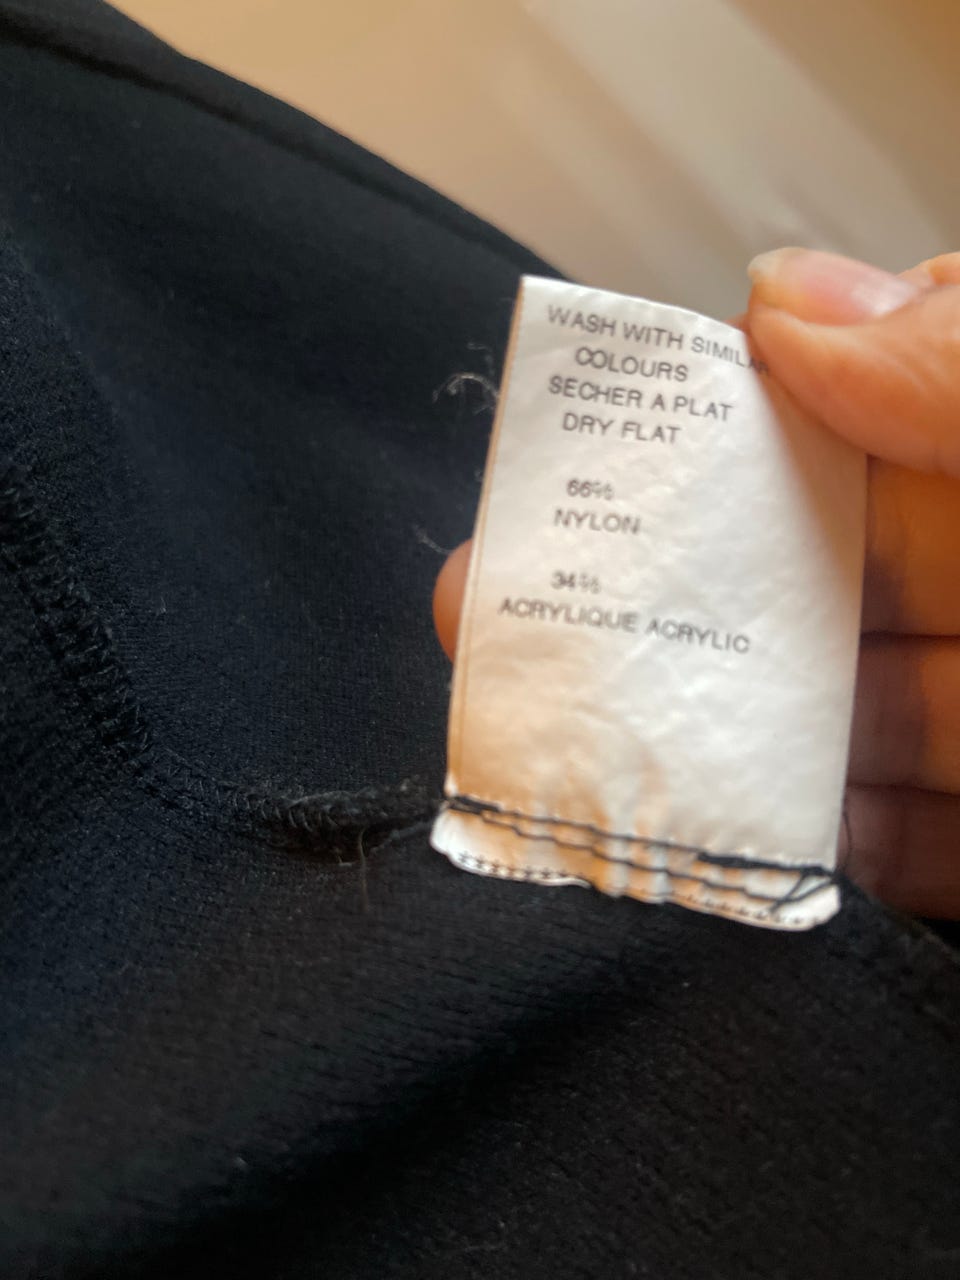 WASH WITH SIMILAR
COLOURS
SECHER A PLAT
DRY FLAT
66%
NYLON
34%
ACRYLIQUE ACRYLIC